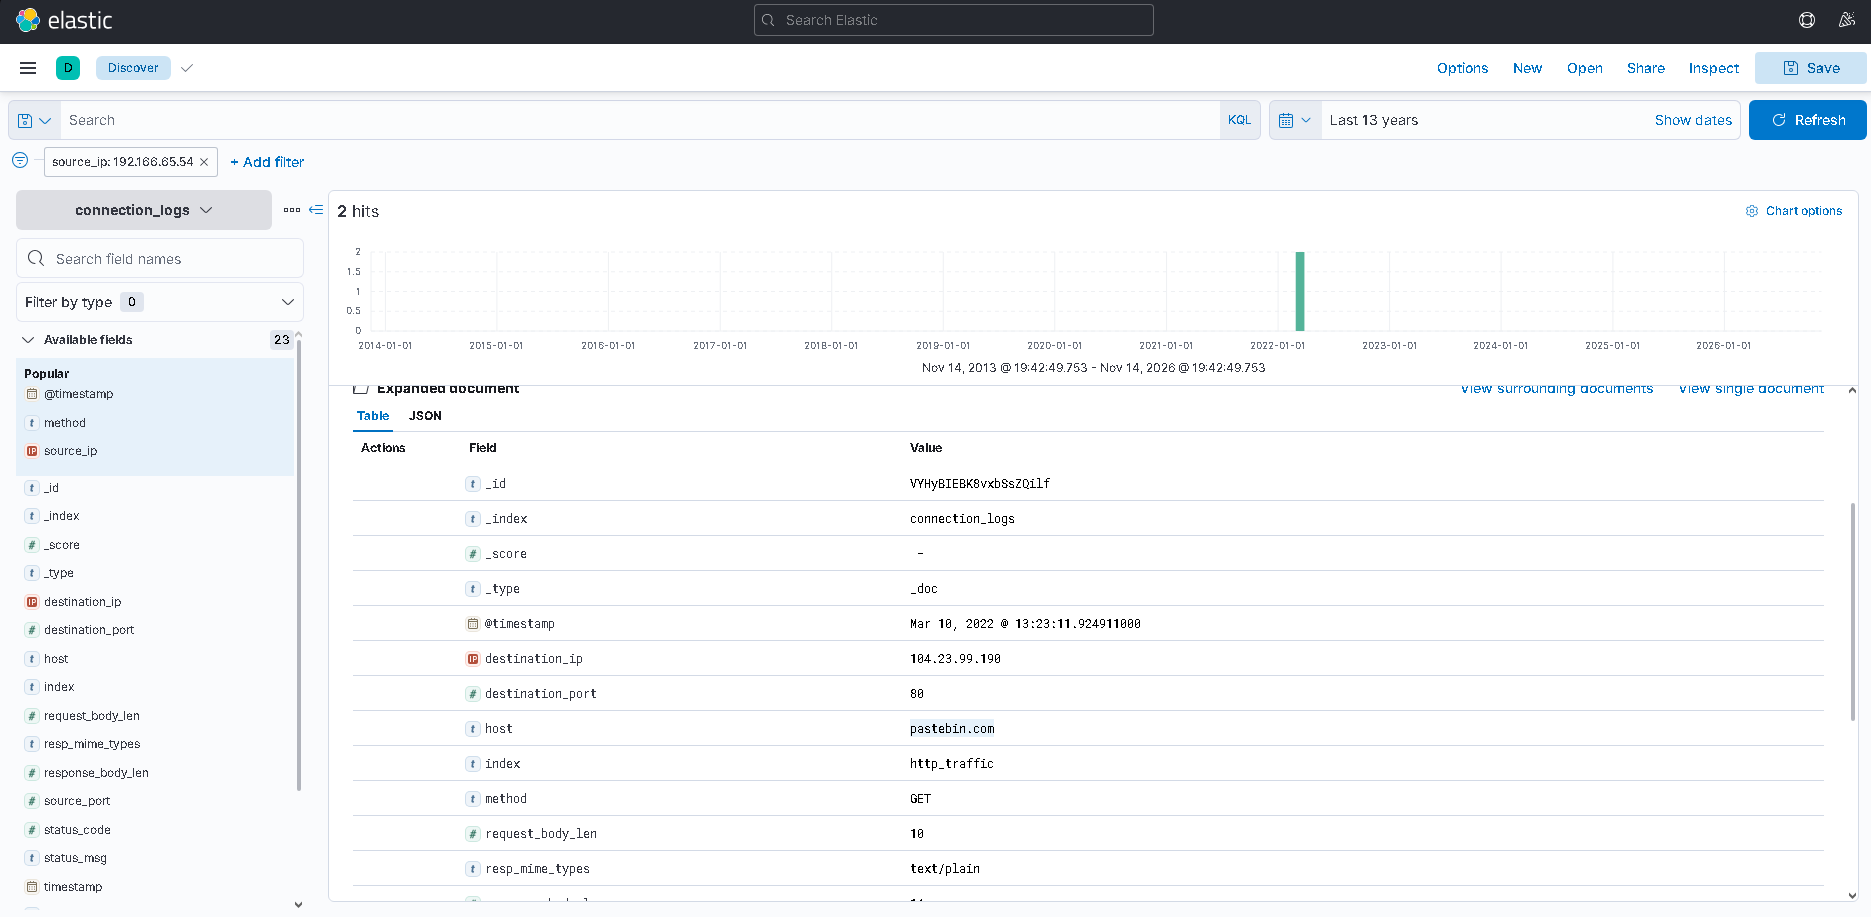 elastic
Search Elastic
D
Discover
Options
New
Open
Share
Inspect
Save
Search
KQL
Last 13 years
Show dates
Refresh
source_ip: 192.166.65.54
+ Add filter
connection_logs
2 hits
Chart options
Search field names
Filter by type 0
Available fields 23
Popular
@timestamp
t method
IP source_ip
t _id
t _index
# _score
t _type
IP destination_ip
# destination_port
t host
t index
# request_body_len
t resp_mime_types
# response_body_len
# source_port
# status_code
t status_msg
timestamp
2
1.5
1
0.5
0
2014-01-01 2015-01-01 2016-01-01 2017-01-01 2018-01-01 2019-01-01 2020-01-01 2021-01-01 2022-01-01 2023-01-01 2024-01-01 2025-01-01 2026-01-01
Nov 14, 2013 @ 19:42:49.753 - Nov 14, 2026 @ 19:42:49.753
Expanded document View surrounding documents View single document
Table JSON
Actions Field Value
t _id VYHyBIEBK8vxbSsZQilf
t _index connection_logs
# _score -
t _type _doc
@timestamp Mar 10, 2022 @ 13:23:11.924911000
IP destination_ip 104.23.99.190
# destination_port 80
t host pastebin.com
t index http_traffic
t method GET
# request_body_len 10
t resp_mime_types text/plain